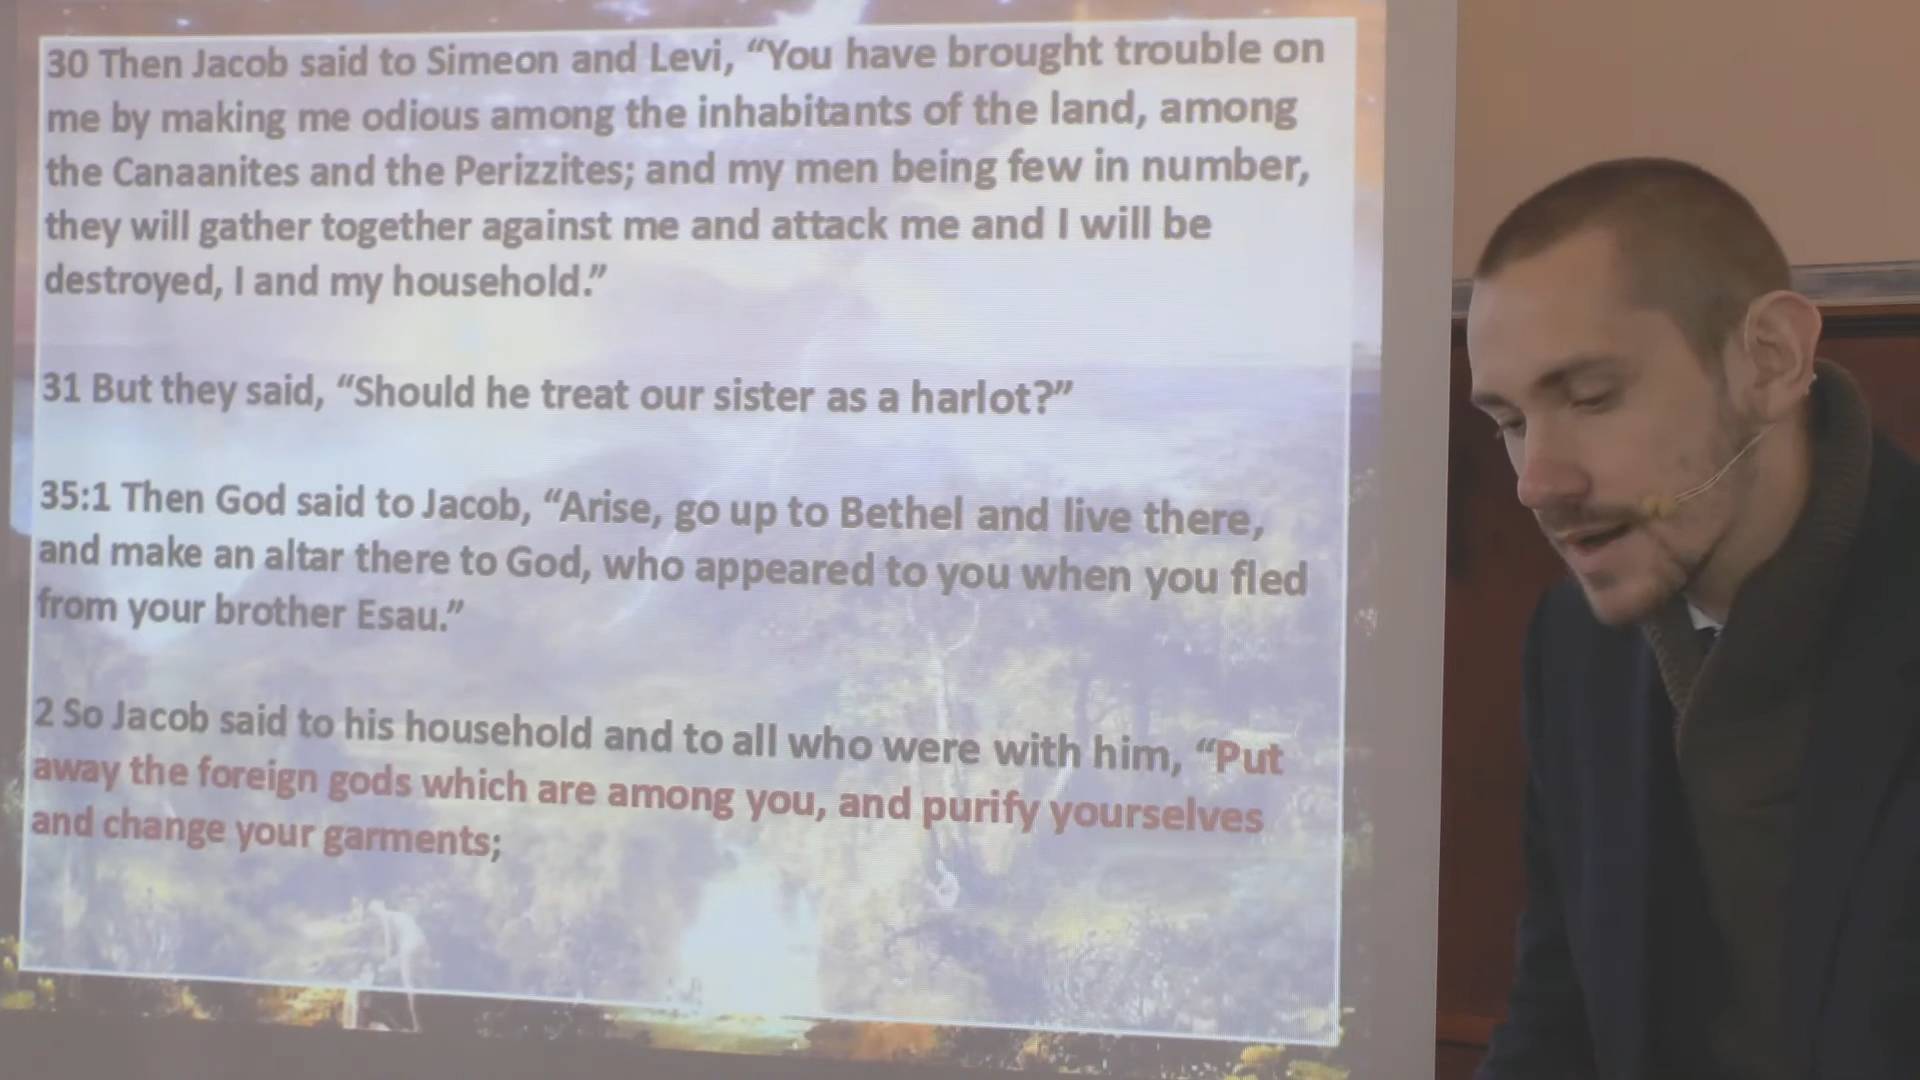 30 Then Jacob said to Simeon and Levi, “You have brought trouble on
me by making me odious among the inhabitants of the land, among
the Canaanites and the Perizzites; and my men being few in number,
they will gather together against me and attack me and I will be
destroyed, I and my household.”
31 But they said, “Should he treat our sister as a harlot?”
35:1 Then God said to Jacob, “Arise, go up to Bethel and live there,
and make an altar there to God, who appeared to you when you fled
from your brother Esau.”
2 So Jacob said to his household and to all who were with him, “Put
away the foreign gods which are among you, and purify yourselves
and change your garments;